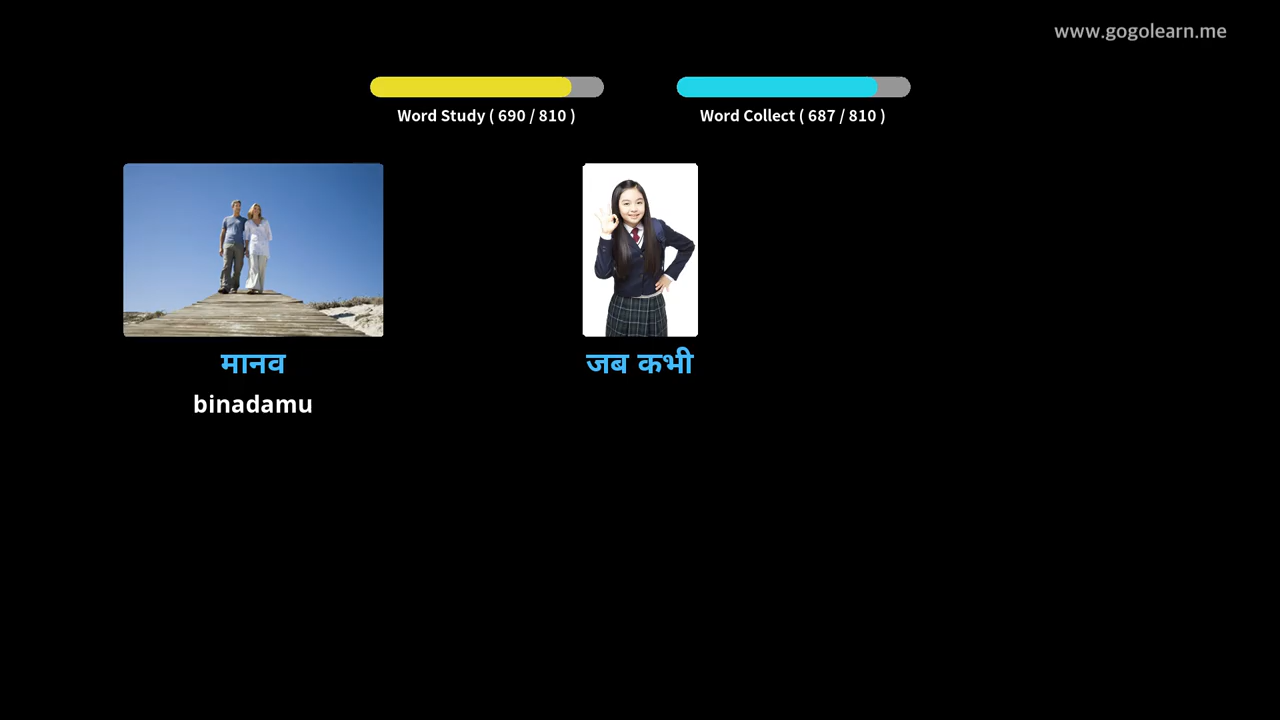 www.gogolearn.me
Word Study ( 690 / 810 )
Word Collect ( 687 / 810 )
मानव
जब कभी
binadamu